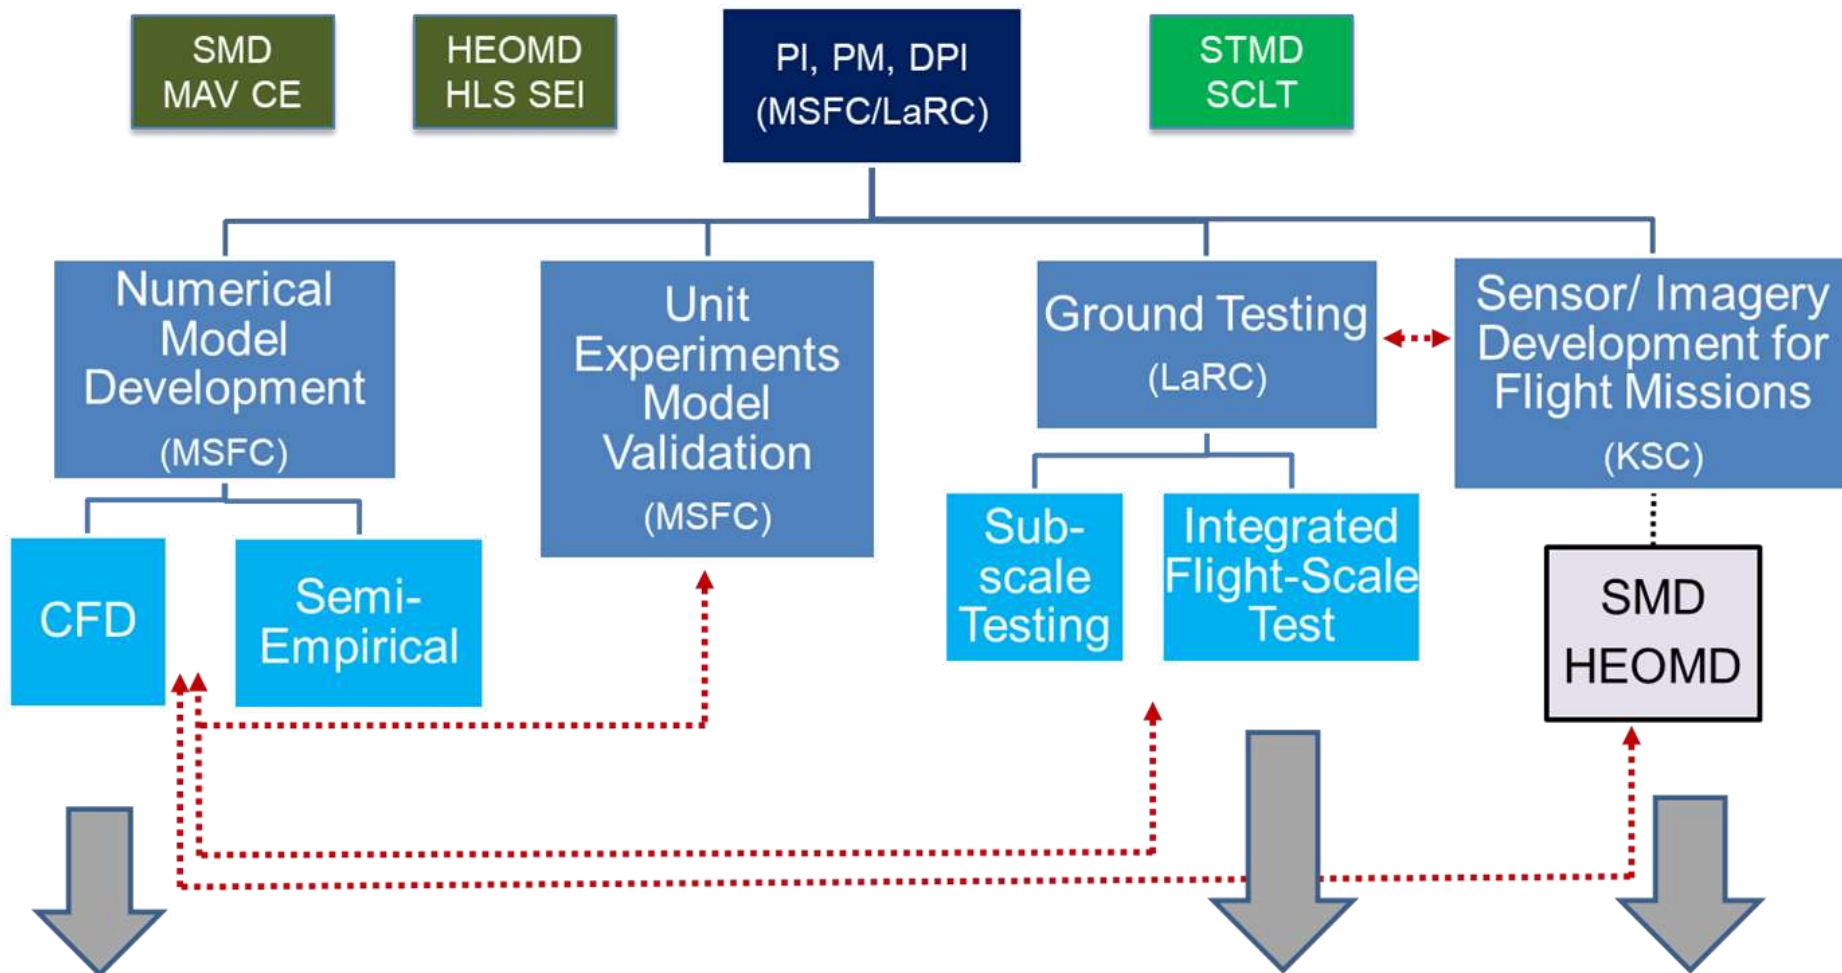 SMD
MAV CE
HEOMD
HLS SEI
PI, PM, DPI
(MSFC/LaRC)
STMD
SCLT
Numerical
Model
Development
(MSFC)
Unit
Experiments
Model
Validation
(MSFC)
Ground Testing
(LaRC)
Sensor/ Imagery
Development for
Flight Missions
(KSC)
CFD
Semi-
Empirical
Sub-
scale
Testing
Integrated
Flight-Scale
Test
SMD
HEOMD